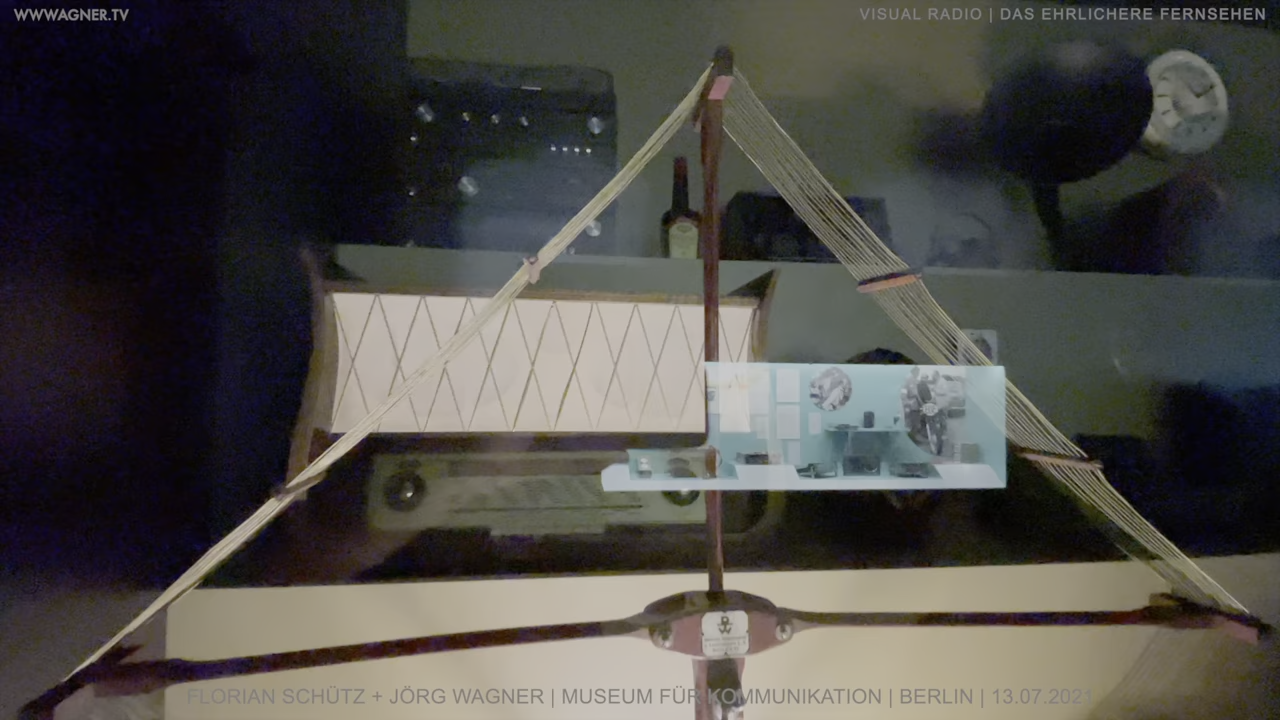 WWWAGNER.TV
VISUAL RADIO | DAS EHRLICHERE FERNSEHEN
FLORIAN SCHÜTZ + JÖRG WAGNER | MUSEUM FÜR KOMMUNIKATION | BERLIN | 13.07.2021